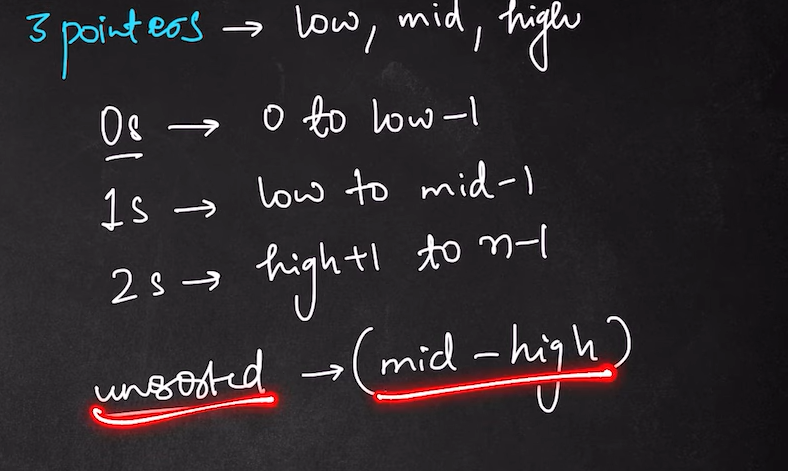 3 pointers → low, mid, high
0s → 0 to low-1
1s → low to mid-1
2s → high+1 to n-1
unsorted → (mid - high)